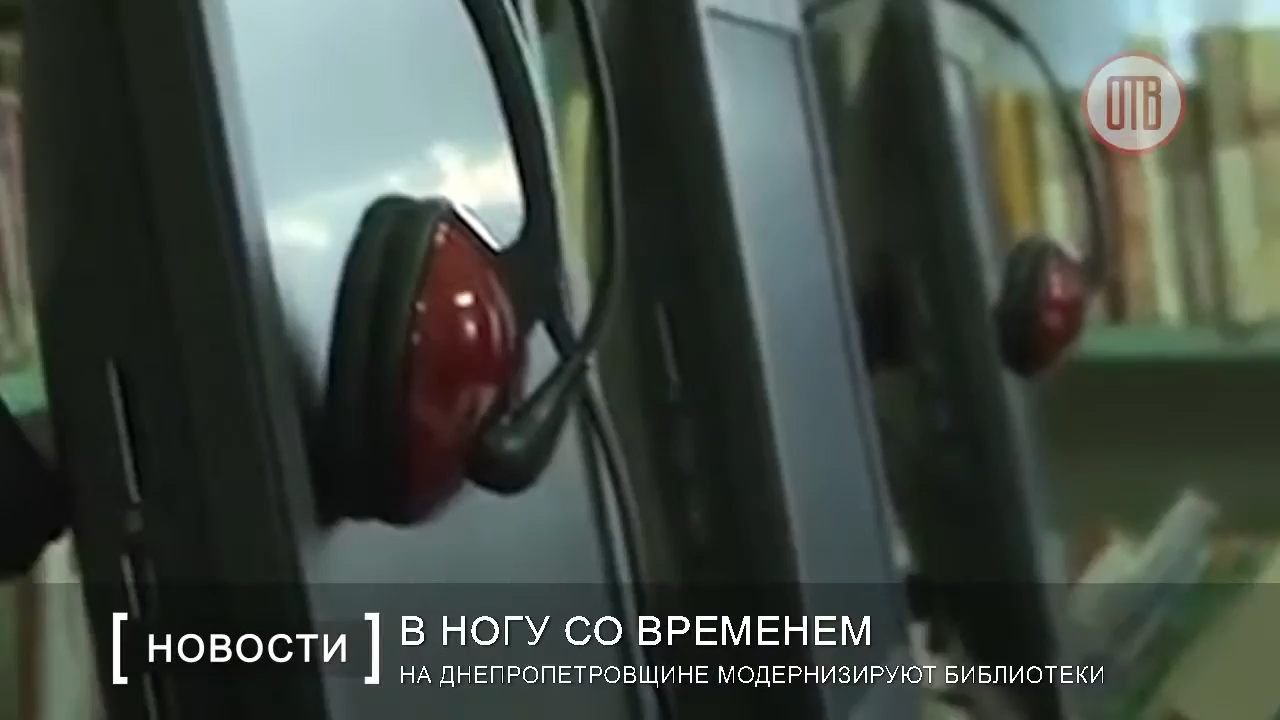 ОТВ
[НОВОСТИ]
В НОГУ СО ВРЕМЕНЕМ
НА ДНЕПРОПЕТРОВЩИНЕ МОДЕРНИЗИРУЮТ БИБЛИОТЕКИ